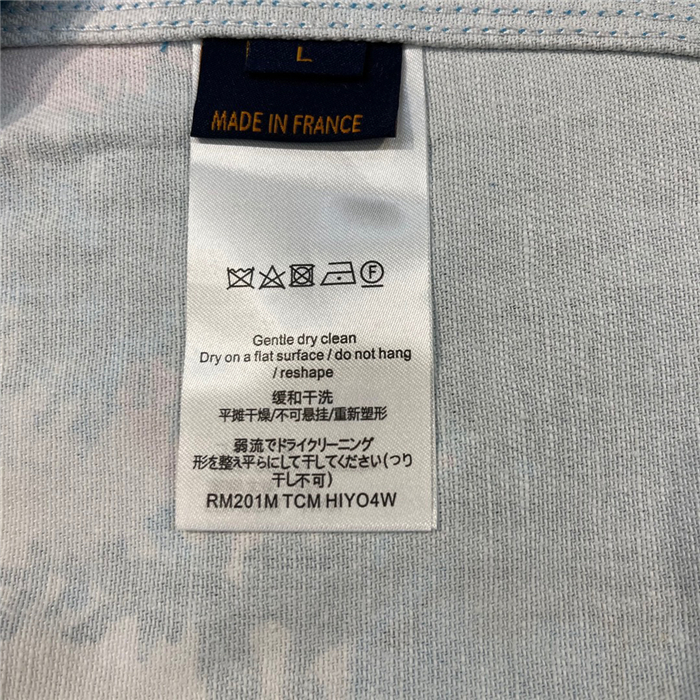 L
MADE IN FRANCE
F
Gentle dry clean
Dry on a flat surface / do not hang
/ reshape
缓和干洗
平摊干燥/不可悬挂/重新塑形
弱流でドライクリーニング
形を整え平らにして干してください(つり
干し不可)
RM201M TCM HIYO4W